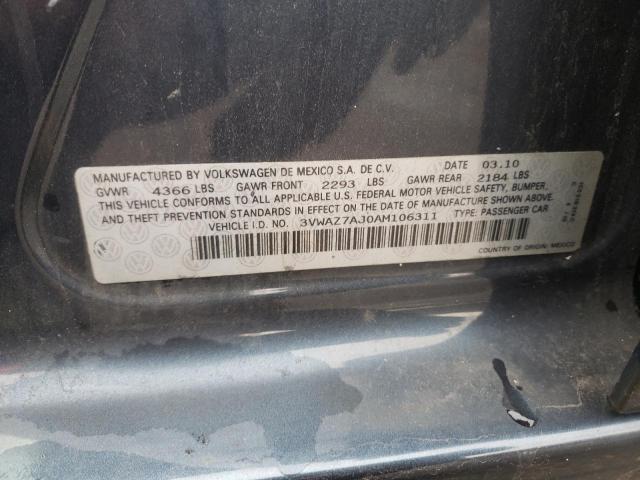 MANUFACTURED BY VOLKSWAGEN DE MEXICO S.A. DE C.V. DATE 03.10
GVWR 4366 LBS GAWR FRONT 2293 LBS GAWR REAR 2184 LBS
THIS VEHICLE CONFORMS TO ALL APPLICABLE U.S. FEDERAL MOTOR VEHICLE SAFETY, BUMPER,
AND THEFT PREVENTION STANDARDS IN EFFECT ON THE DATE OF MANUFACTURE SHOWN ABOVE.
VEHICLE I.D. NO. 3VWAZ7AJ0AM106311 TYPE: PASSENGER CAR
COUNTRY OF ORIGIN: MEXICO